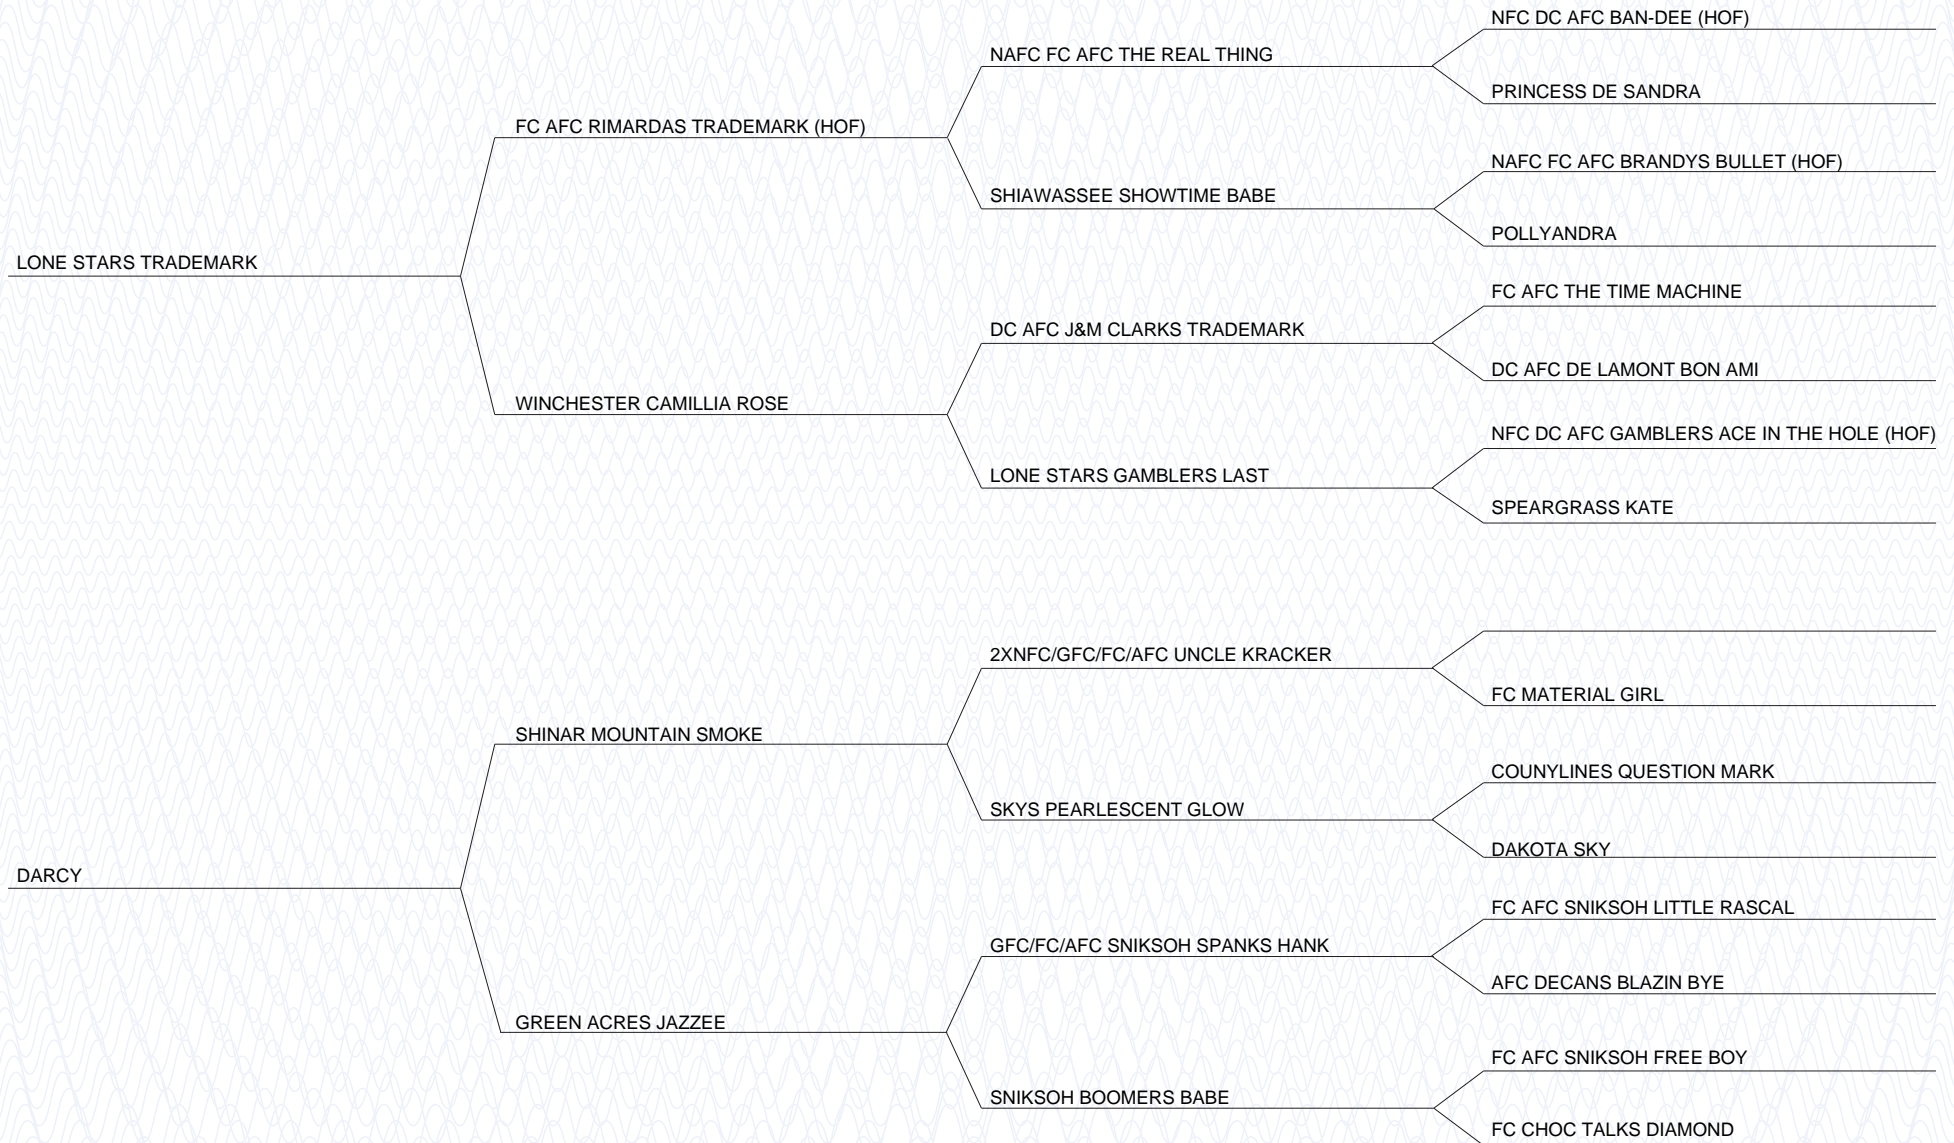 NFC DC AFC BAN-DEE (HOF)
NAFC FC AFC THE REAL THING
PRINCESS DE SANDRA
FC AFC RIMARDAS TRADEMARK (HOF)
NAFC FC AFC BRANDYS BULLET (HOF)
SHIAWASSEE SHOWTIME BABE
POLLYANDRA
LONE STARS TRADEMARK
FC AFC THE TIME MACHINE
DC AFC J&M CLARKS TRADEMARK
DC AFC DE LAMONT BON AMI
WINCHESTER CAMILLIA ROSE
NFC DC AFC GAMBLERS ACE IN THE HOLE (HOF)
LONE STARS GAMBLERS LAST
SPEARGRASS KATE
2XNFC/GFC/FC/AFC UNCLE KRACKER
FC MATERIAL GIRL
SHINAR MOUNTAIN SMOKE
COUNYLINES QUESTION MARK
SKYS PEARLESCENT GLOW
DAKOTA SKY
DARCY
FC AFC SNIKSOH LITTLE RASCAL
GFC/FC/AFC SNIKSOH SPANKS HANK
AFC DECANS BLAZIN BYE
GREEN ACRES JAZZEE
FC AFC SNIKSOH FREE BOY
SNIKSOH BOOMERS BABE
FC CHOC TALKS DIAMOND